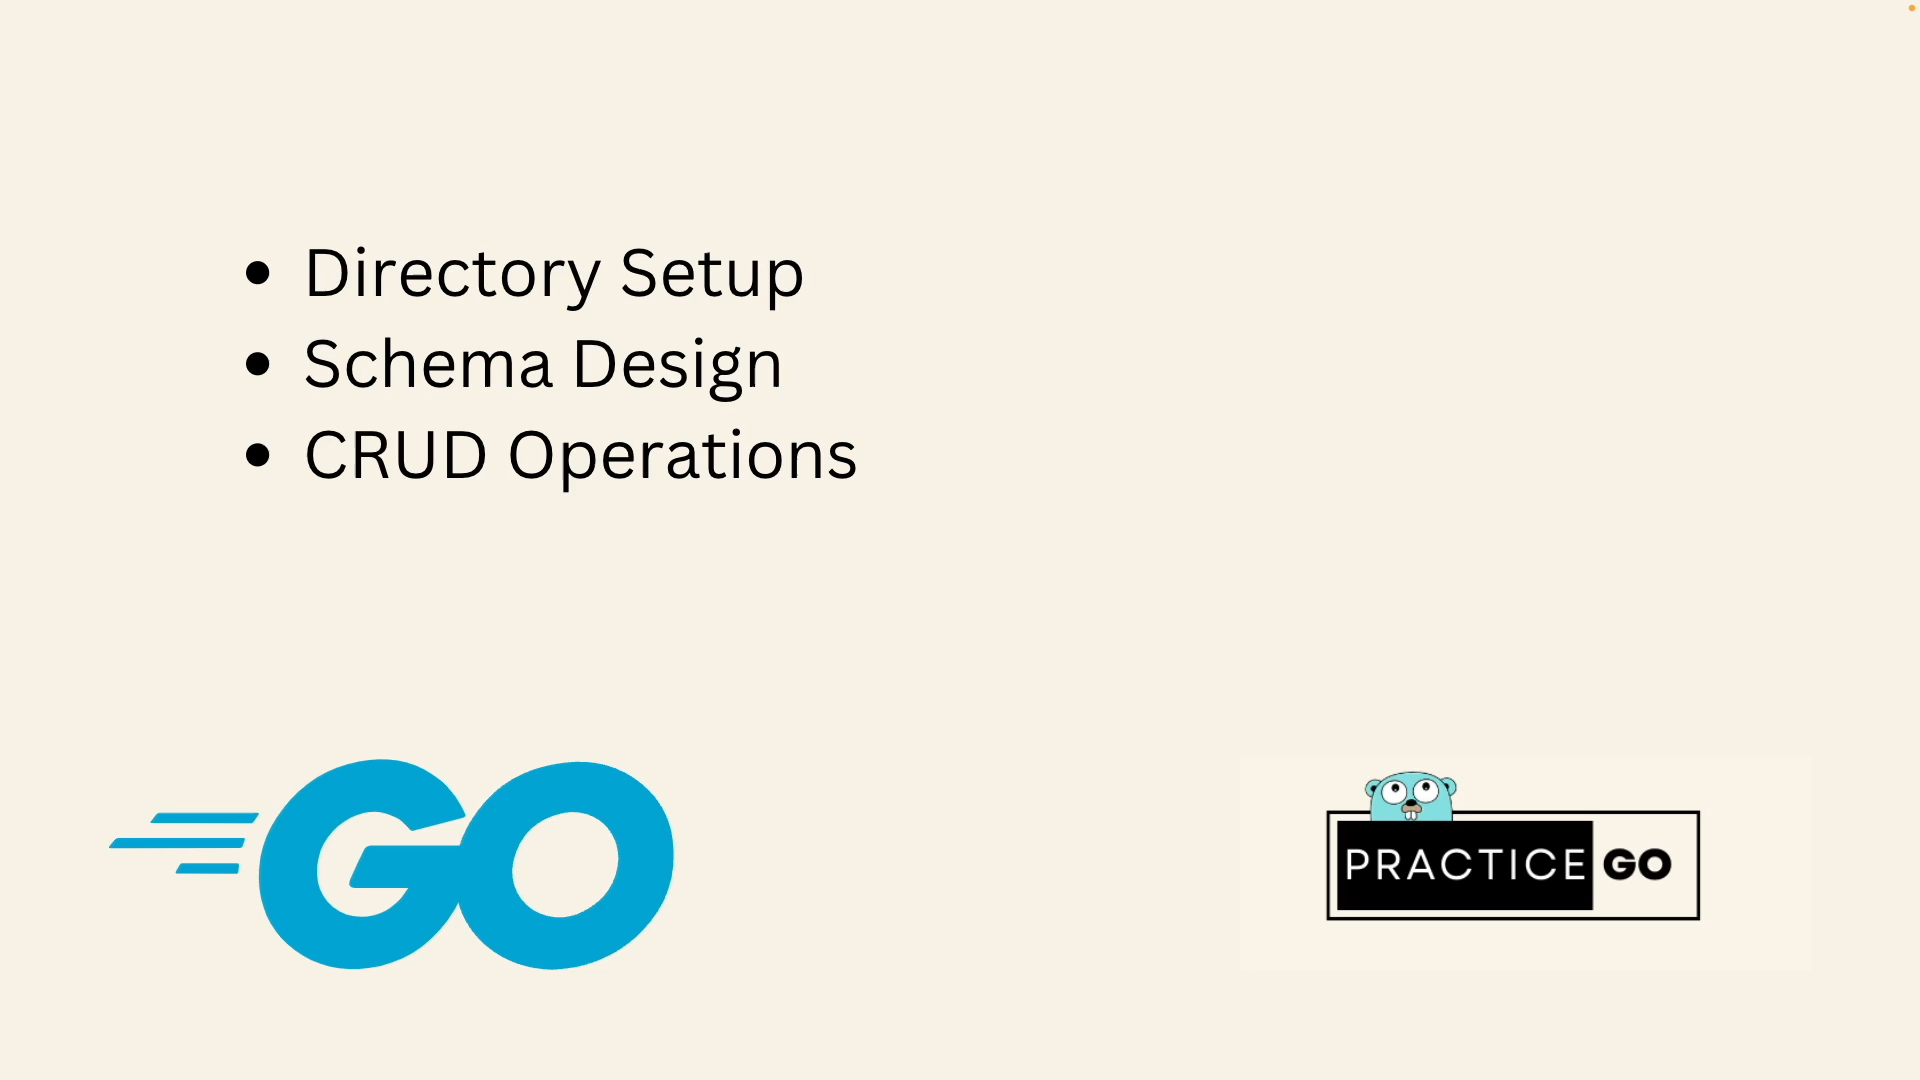 • Directory Setup
• Schema Design
• CRUD Operations
GO
PRACTICE GO